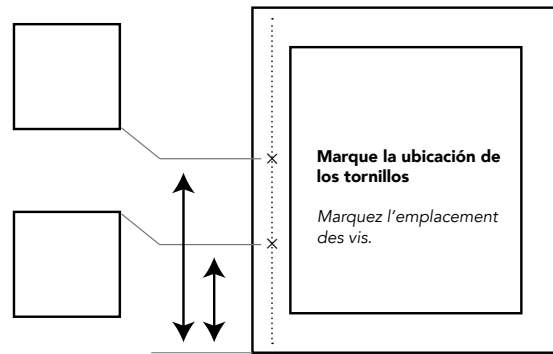 Marque la ubicación de
los tornillos
Marquez l'emplacement
des vis.